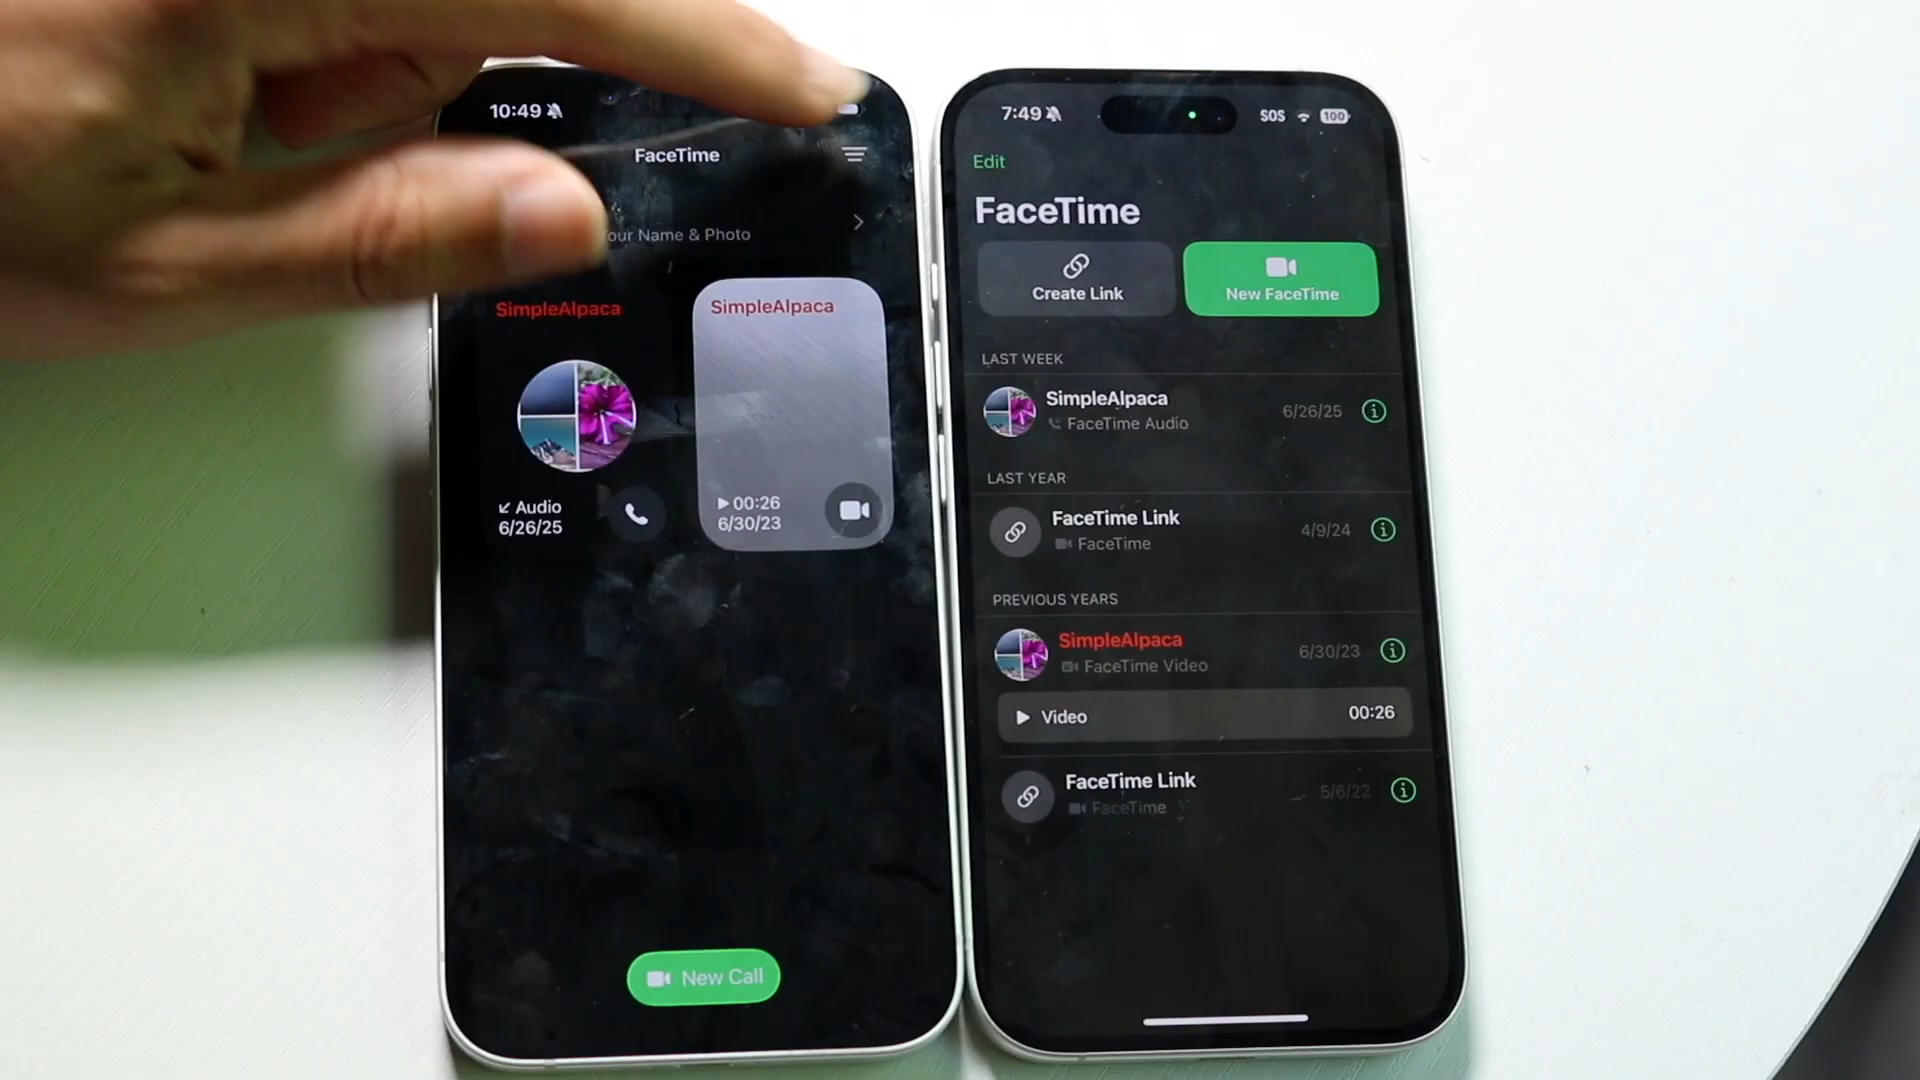 10:49
FaceTime
our Name & Photo
SimpleAlpaca
SimpleAlpaca
Audio
6/26/25
00:26
6/30/23
New Call
7:49
SOS
100
Edit
FaceTime
Create Link
New FaceTime
LAST WEEK
SimpleAlpaca
FaceTime Audio
6/26/25
LAST YEAR
FaceTime Link
FaceTime
4/9/24
PREVIOUS YEARS
SimpleAlpaca
FaceTime Video
6/30/23
Video
00:26
FaceTime Link
FaceTime
5/6/22